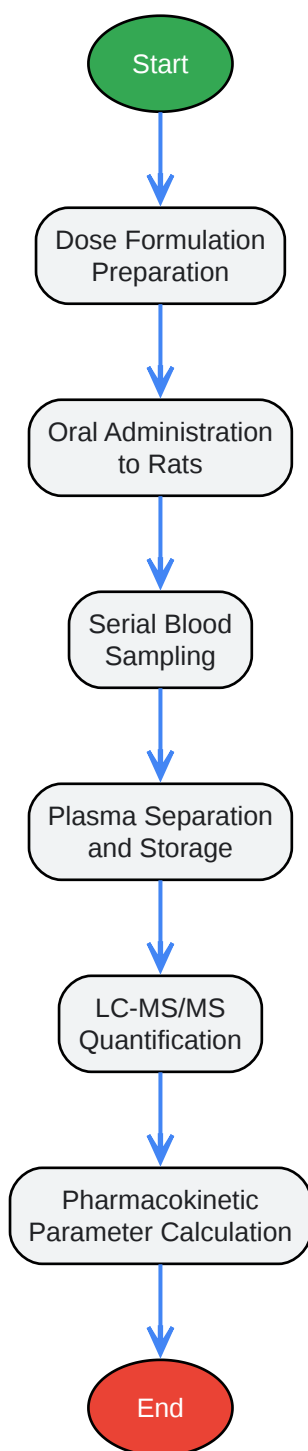 Start
Dose Formulation
Preparation
Oral Administration
to Rats
Serial Blood
Sampling
Plasma Separation
and Storage
LC-MS/MS
Quantification
Pharmacokinetic
Parameter Calculation
End